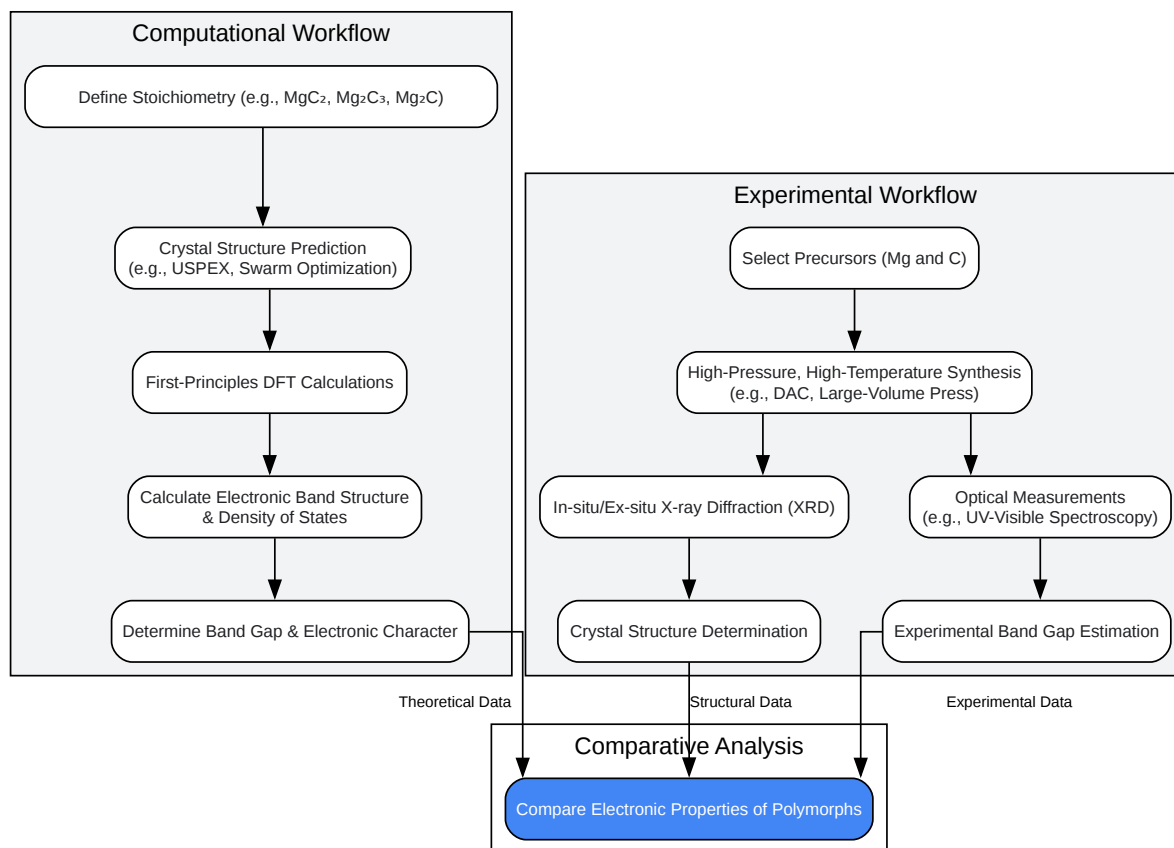 Computational Workflow
Define Stoichiometry (e.g., MgC₂, Mg₂C₃, Mg₂C)
Crystal Structure Prediction
(e.g., USPEX, Swarm Optimization)
First-Principles DFT Calculations
Calculate Electronic Band Structure
& Density of States
Determine Band Gap & Electronic Character
Experimental Workflow
Select Precursors (Mg and C)
High-Pressure, High-Temperature Synthesis
(e.g., DAC, Large-Volume Press)
In-situ/Ex-situ X-ray Diffraction (XRD)
Optical Measurements
(e.g., UV-Visible Spectroscopy)
Crystal Structure Determination
Experimental Band Gap Estimation
Theoretical Data
Structural Data
Experimental Data
Comparative Analysis
Compare Electronic Properties of Polymorphs